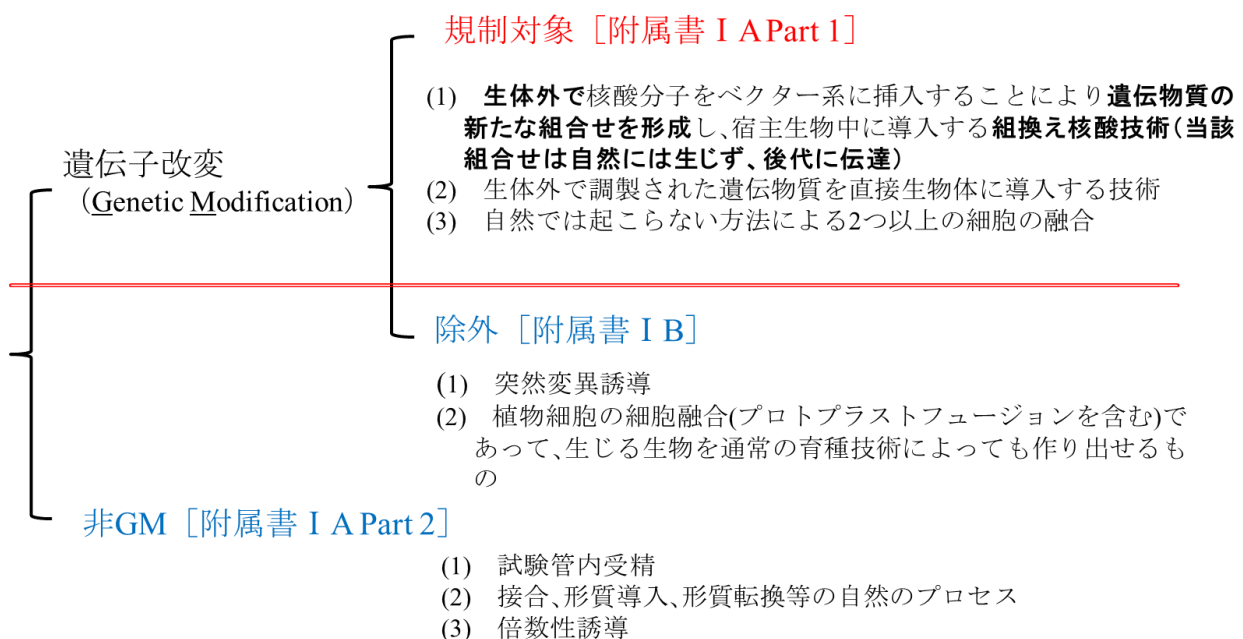 規制対象［附属書ⅠA Part 1］
(1) 生体外で核酸分子をベクター系に挿入することにより遺伝物質の
新たな組合せを形成し、宿主生物中に導入する組換え核酸技術（当該
組合せは自然には生じず、後代に伝達）
(2) 生体外で調製された遺伝物質を直接生物体に導入する技術
(3) 自然では起こらない方法による2つ以上の細胞の融合
遺伝子改変
（Genetic Modification）
除外［附属書ⅠB］
(1) 突然変異誘導
(2) 植物細胞の細胞融合(プロトプラストフュージョンを含む)で
あって、生じる生物を通常の育種技術によっても作り出せるも
の
非GM［附属書ⅠA Part 2］
(1) 試験管内受精
(2) 接合、形質導入、形質転換等の自然のプロセス
(3) 倍数性誘導